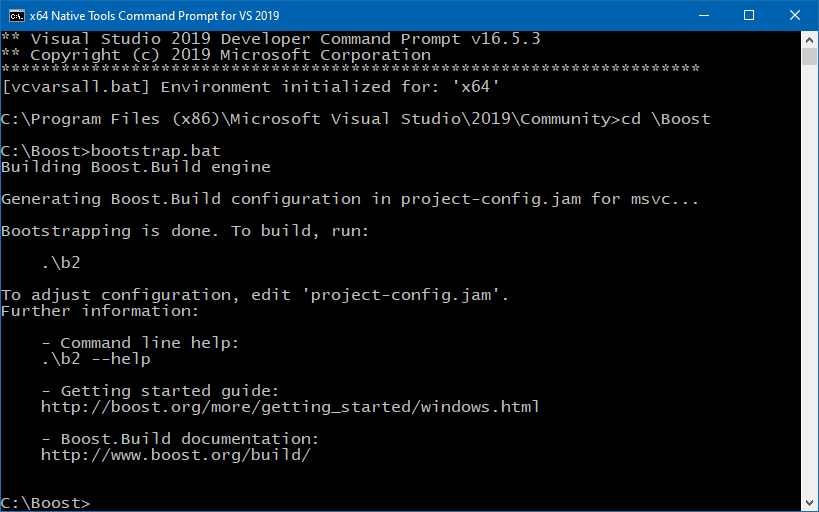 x64 Native Tools Command Prompt for VS 2019
** Visual Studio 2019 Developer Command Prompt v16.5.3
** Copyright (c) 2019 Microsoft Corporation
**********************************************************************
[vcvarsall.bat] Environment initialized for: 'x64'
C:\Program Files (x86)\Microsoft Visual Studio\2019\Community>cd \Boost
C:\Boost>bootstrap.bat
Building Boost.Build engine
Generating Boost.Build configuration in project-config.jam for msvc...
Bootstrapping is done. To build, run:
.\b2
To adjust configuration, edit 'project-config.jam'.
Further information:
- Command line help:
.\b2 --help
- Getting started guide:
http://boost.org/more/getting_started/windows.html
- Boost.Build documentation:
http://www.boost.org/build/
C:\Boost>